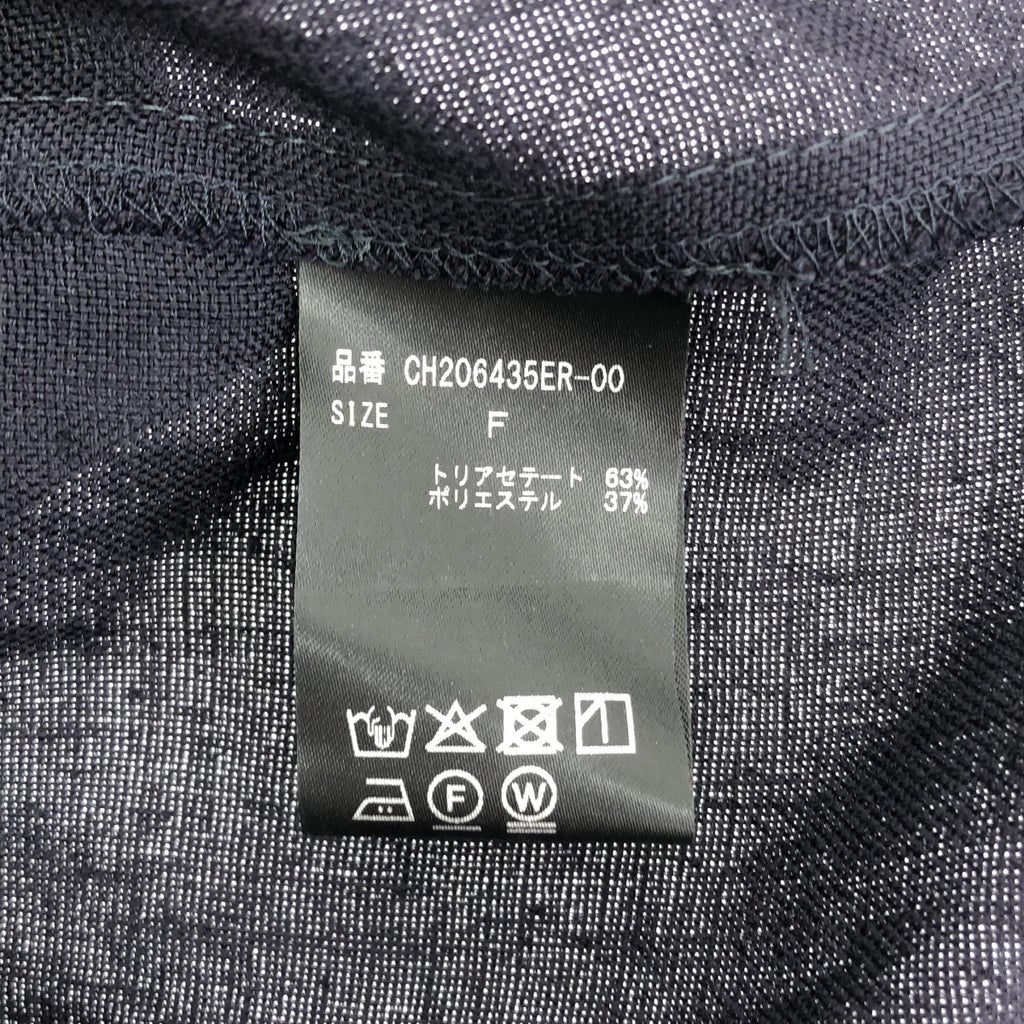 品番 CH206435ER-00
SIZE F
トリアセテート 63%
ポリエステル 37%
F W